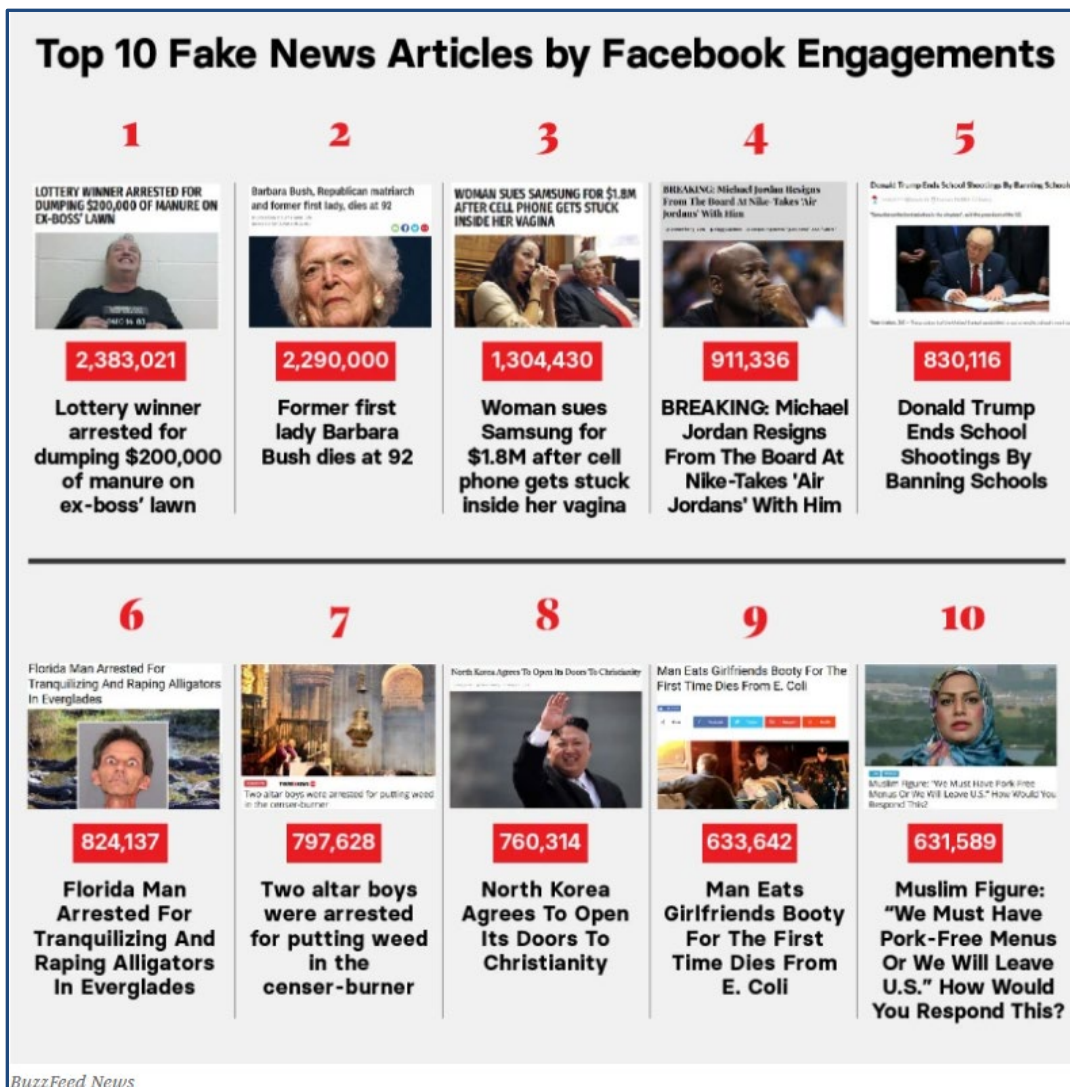 Top 10 Fake News Articles by Facebook Engagements
1
LOTTERY WINNER ARRESTED FOR
DUMPING $200,000 OF MANURE ON
EX-BOSS' LAWN
2,383,021
Lottery winner
arrested for
dumping $200,000
of manure on
ex-boss' lawn
2
Barbara Bush, Republican matriarch
and former first lady, dies at 92
2,290,000
Former first
lady Barbara
Bush dies at 92
3
WOMAN SUES SAMSUNG FOR $1.8M
AFTER CELL PHONE GETS STUCK
INSIDE HER VAGINA
1,304,430
Woman sues
Samsung for
$1.8M after cell
phone gets stuck
inside her vagina
4
BREAKING: Michael Jordan Resigns
From The Board At Nike-Takes 'Air
Jordans' With Him
911,336
BREAKING: Michael
Jordan Resigns
From The Board At
Nike-Takes 'Air
Jordans' With Him
5
Donald Trump Ends School Shootings By Banning Schools
830,116
Donald Trump
Ends School
Shootings By
Banning Schools
6
Florida Man Arrested For
Tranquilizing And Raping Alligators
In Everglades
824,137
Florida Man
Arrested For
Tranquilizing And
Raping Alligators
In Everglades
7
Two altar boys were arrested for putting weed
in the censer-burner
797,628
Two altar boys
were arrested
for putting weed
in the
censer-burner
8
North Korea Agrees To Open Its Doors To Christianity
760,314
North Korea
Agrees To Open
Its Doors To
Christianity
9
Man Eats Girlfriends Booty For The
First Time Dies From E. Coli
633,642
Man Eats
Girlfriends Booty
For The First
Time Dies From
E. Coli
10
Muslim Figure: "We Must Have Pork-Free
Menus Or We Will Leave U.S." How Would You
Respond This?
631,589
Muslim Figure:
"We Must Have
Pork-Free Menus
Or We Will Leave
U.S." How Would
You Respond This?
BuzzFeed News